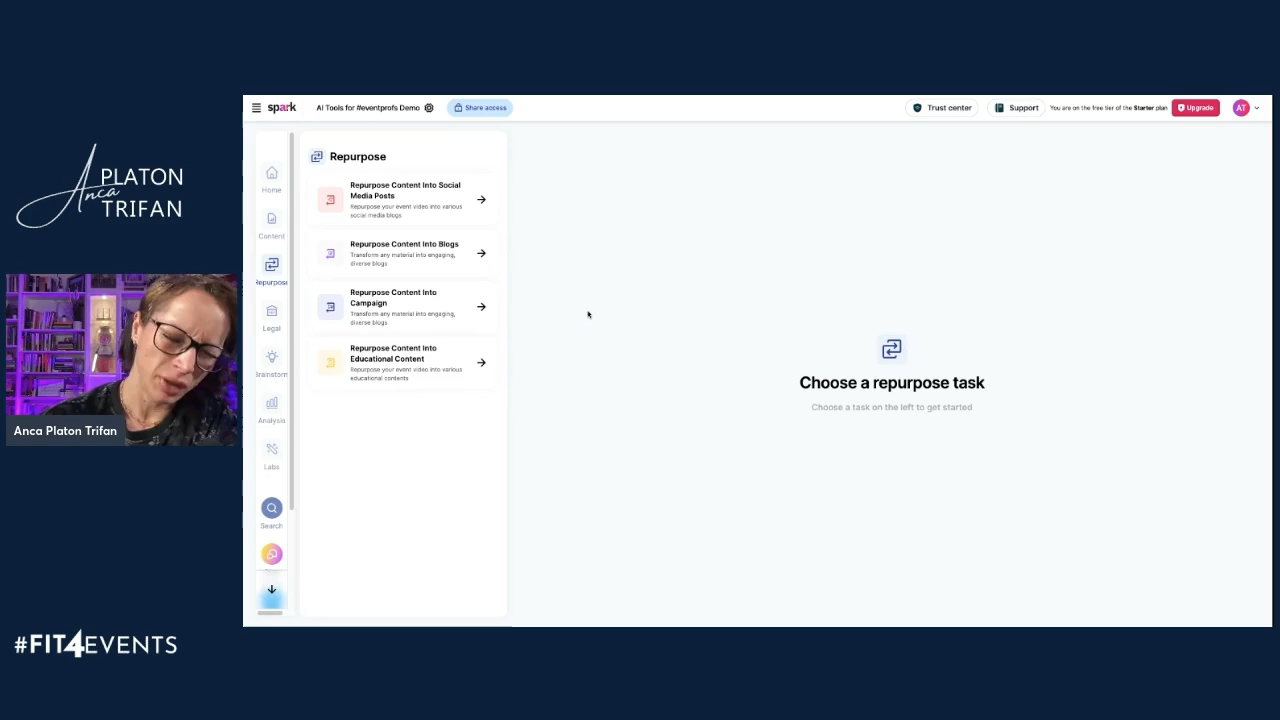 Anca
PLATON
TRIFAN
Anca Platon Trifan
#FIT4EVENTS
spark
AI Tools for #eventprofs Demo
Share access
Trust center
Support
You are on the free tier of the Starter plan
Upgrade
AT
Home
Content
Repurpose
Legal
Brainstorm
Analysis
Labs
Search
Repurpose
Repurpose Content Into Social
Media Posts
Repurpose your event video into various
social media blogs
Repurpose Content Into Blogs
Transform any material into engaging,
diverse blogs
Repurpose Content Into
Campaign
Transform any material into engaging,
diverse blogs
Repurpose Content Into
Educational Content
Repurpose your event video into various
educational contents
Choose a repurpose task
Choose a task on the left to get started